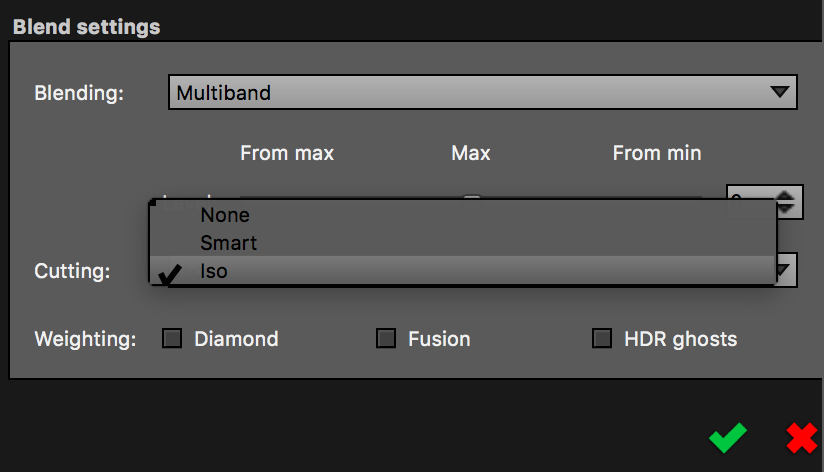 Blend settings
Blending: Multiband
From max Max From min
None
Smart
Cutting: Iso
Weighting: Diamond Fusion HDR ghosts